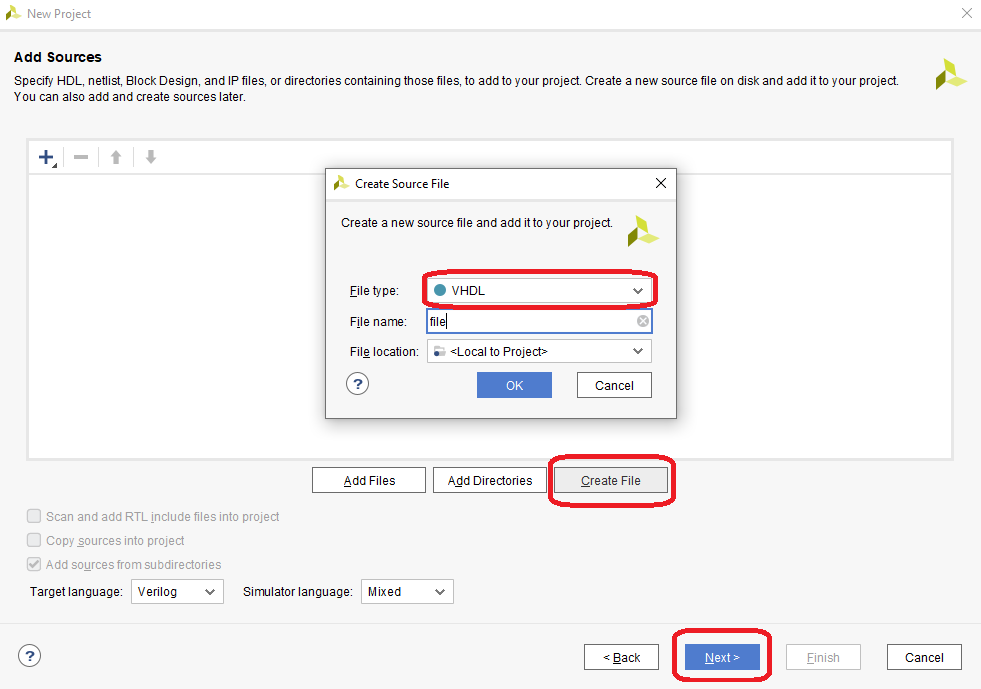 New Project
Add Sources
Specify HDL, netlist, Block Design, and IP files, or directories containing those files, to add to your project. Create a new source file on disk and add it to your project.
You can also add and create sources later.
Create Source File
Create a new source file and add it to your project.
File type: VHDL
File name: file
File location: <Local to Project>
?
OK
Cancel
Add Files
Add Directories
Create File
Scan and add RTL include files into project
Copy sources into project
Add sources from subdirectories
Target language: Verilog
Simulator language: Mixed
?
< Back
Next >
Finish
Cancel